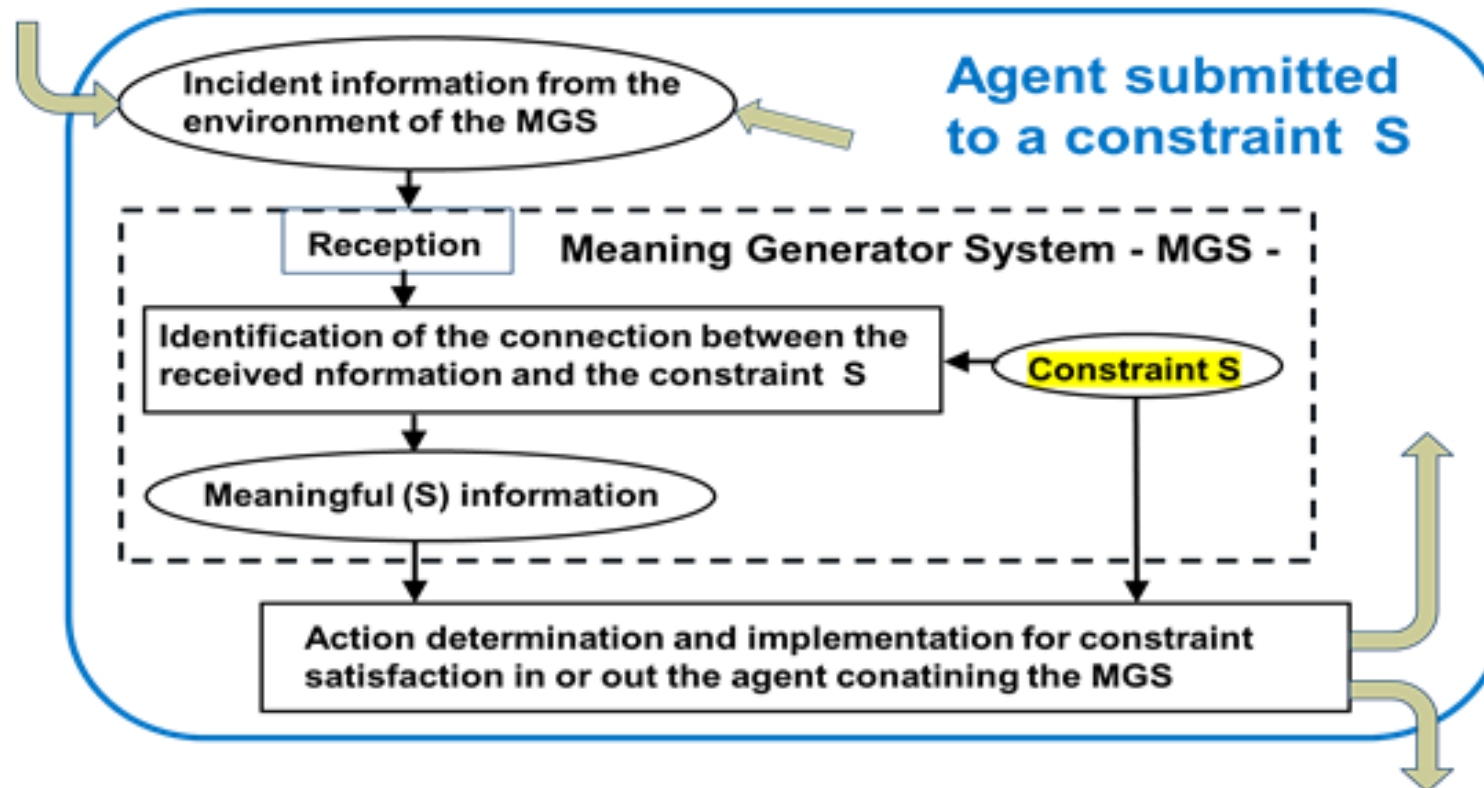 Incident information from the
environment of the MGS
Agent submitted
to a constraint S
Reception
Meaning Generator System - MGS -
Identification of the connection between the
received nformation and the constraint S
Constraint S
Meaningful (S) information
Action determination and implementation for constraint
satisfaction in or out the agent conatining the MGS